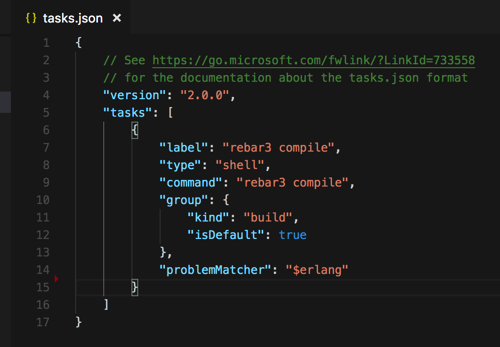 {} tasks.json ×
1 {
2 // See https://go.microsoft.com/fwlink/?LinkId=733558
3 // for the documentation about the tasks.json format
4 "version": "2.0.0",
5 "tasks": [
6 {
7 "label": "rebar3 compile",
8 "type": "shell",
9 "command": "rebar3 compile",
10 "group": {
11 "kind": "build",
12 "isDefault": true
13 },
14 "problemMatcher": "$erlang"
15 }
16 ]
17 }